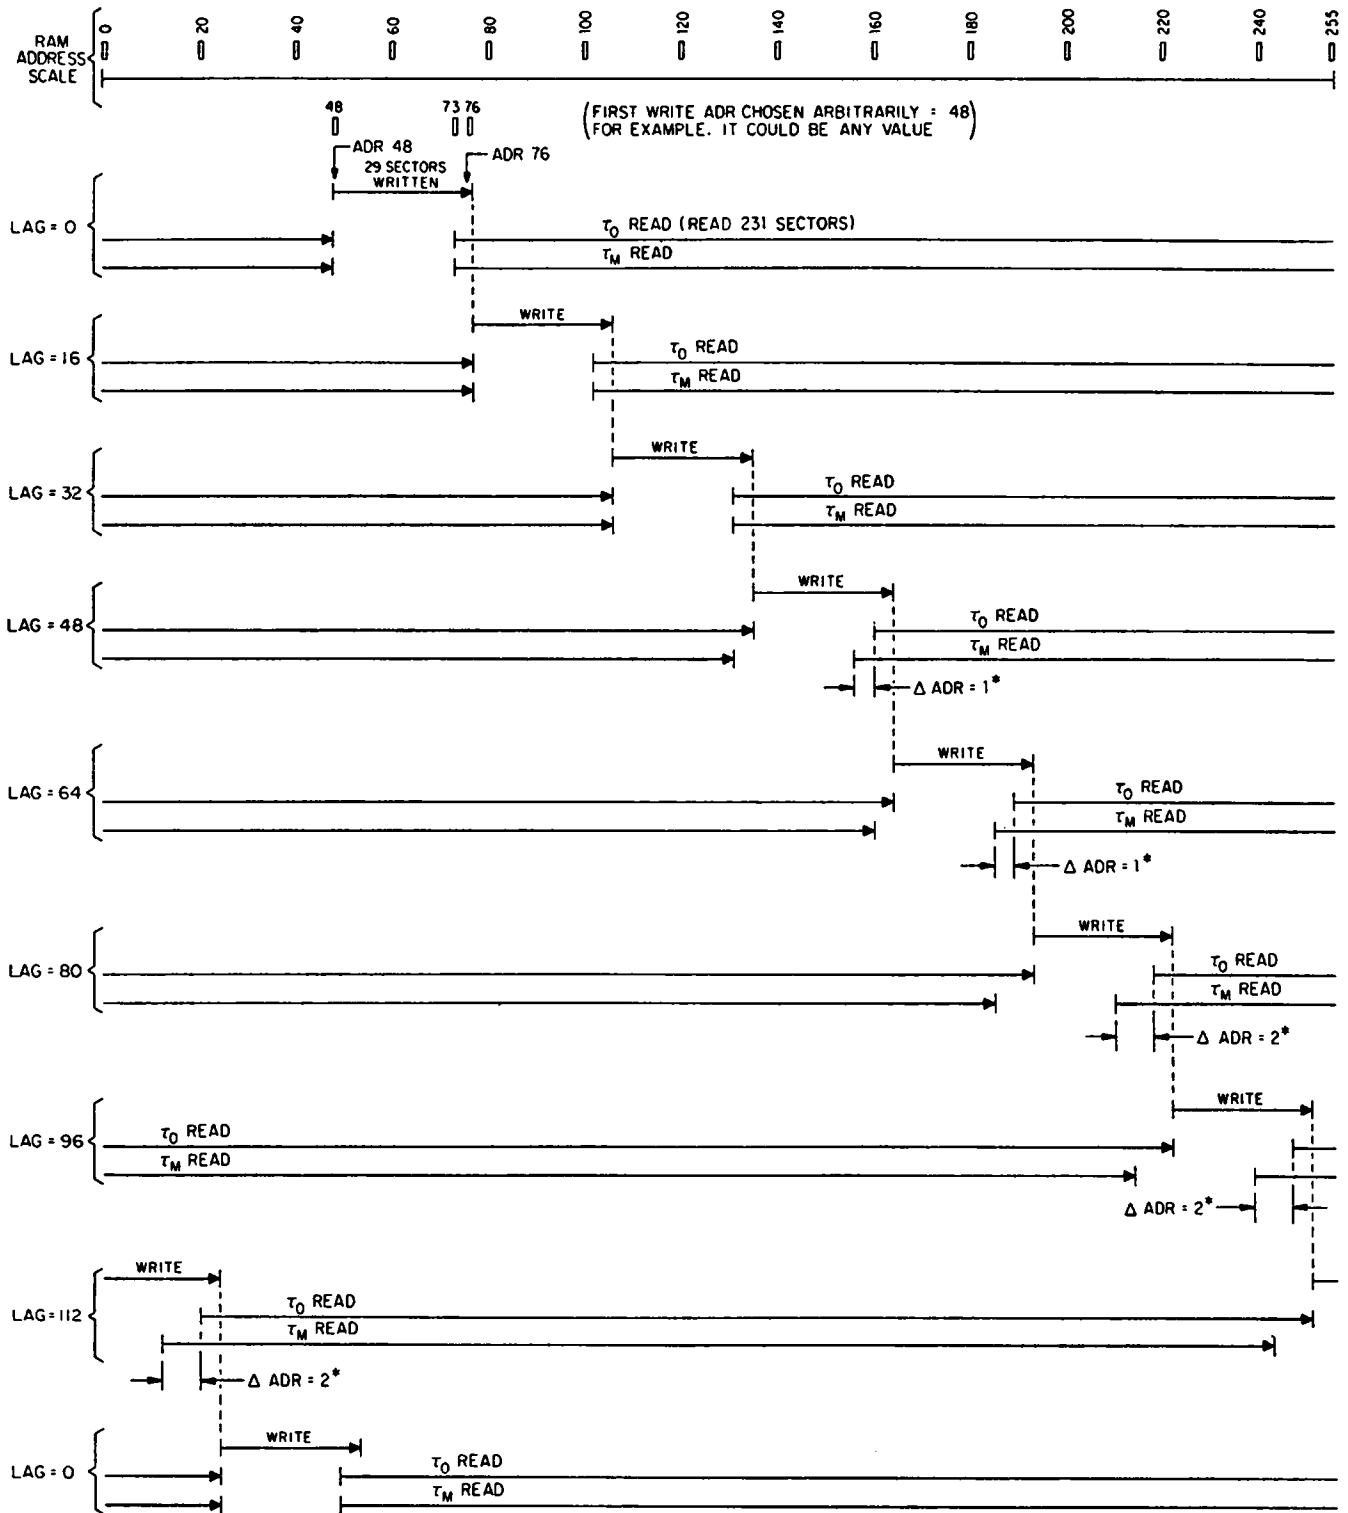 0 20 40 60 80 100 120 140 160 180 200 220 240 255
RAM
ADDRESS
SCALE
48 73 76
(FIRST WRITE ADR CHOSEN ARBITRARILY = 48)
(FOR EXAMPLE. IT COULD BE ANY VALUE)
ADR 48
ADR 76
29 SECTORS
WRITTEN
LAG = 0
τ₀ READ (READ 231 SECTORS)
τM READ
WRITE
LAG = 16
τ₀ READ
τM READ
WRITE
LAG = 32
τ₀ READ
τM READ
WRITE
LAG = 48
τ₀ READ
τM READ
Δ ADR = 1*
WRITE
LAG = 64
τ₀ READ
τM READ
Δ ADR = 1*
WRITE
LAG = 80
τ₀ READ
τM READ
Δ ADR = 2*
WRITE
LAG = 96
τ₀ READ
τM READ
Δ ADR = 2*
WRITE
LAG = 112
τ₀ READ
τM READ
Δ ADR = 2*
WRITE
LAG = 0
τ₀ READ
τM READ